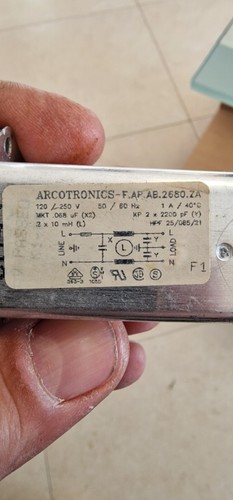 ARCOTRONICS-F.AP.AB.2680.ZA
120 / 250 V 50 / 60 Hz 1 A / 40°C
MKT .068 uF (X2) KP 2 x 2200 pF (Y)
2 x 10 mH (L) HPF 25/085/21
L X Y L
LINE L LOAD
N Y N
F1